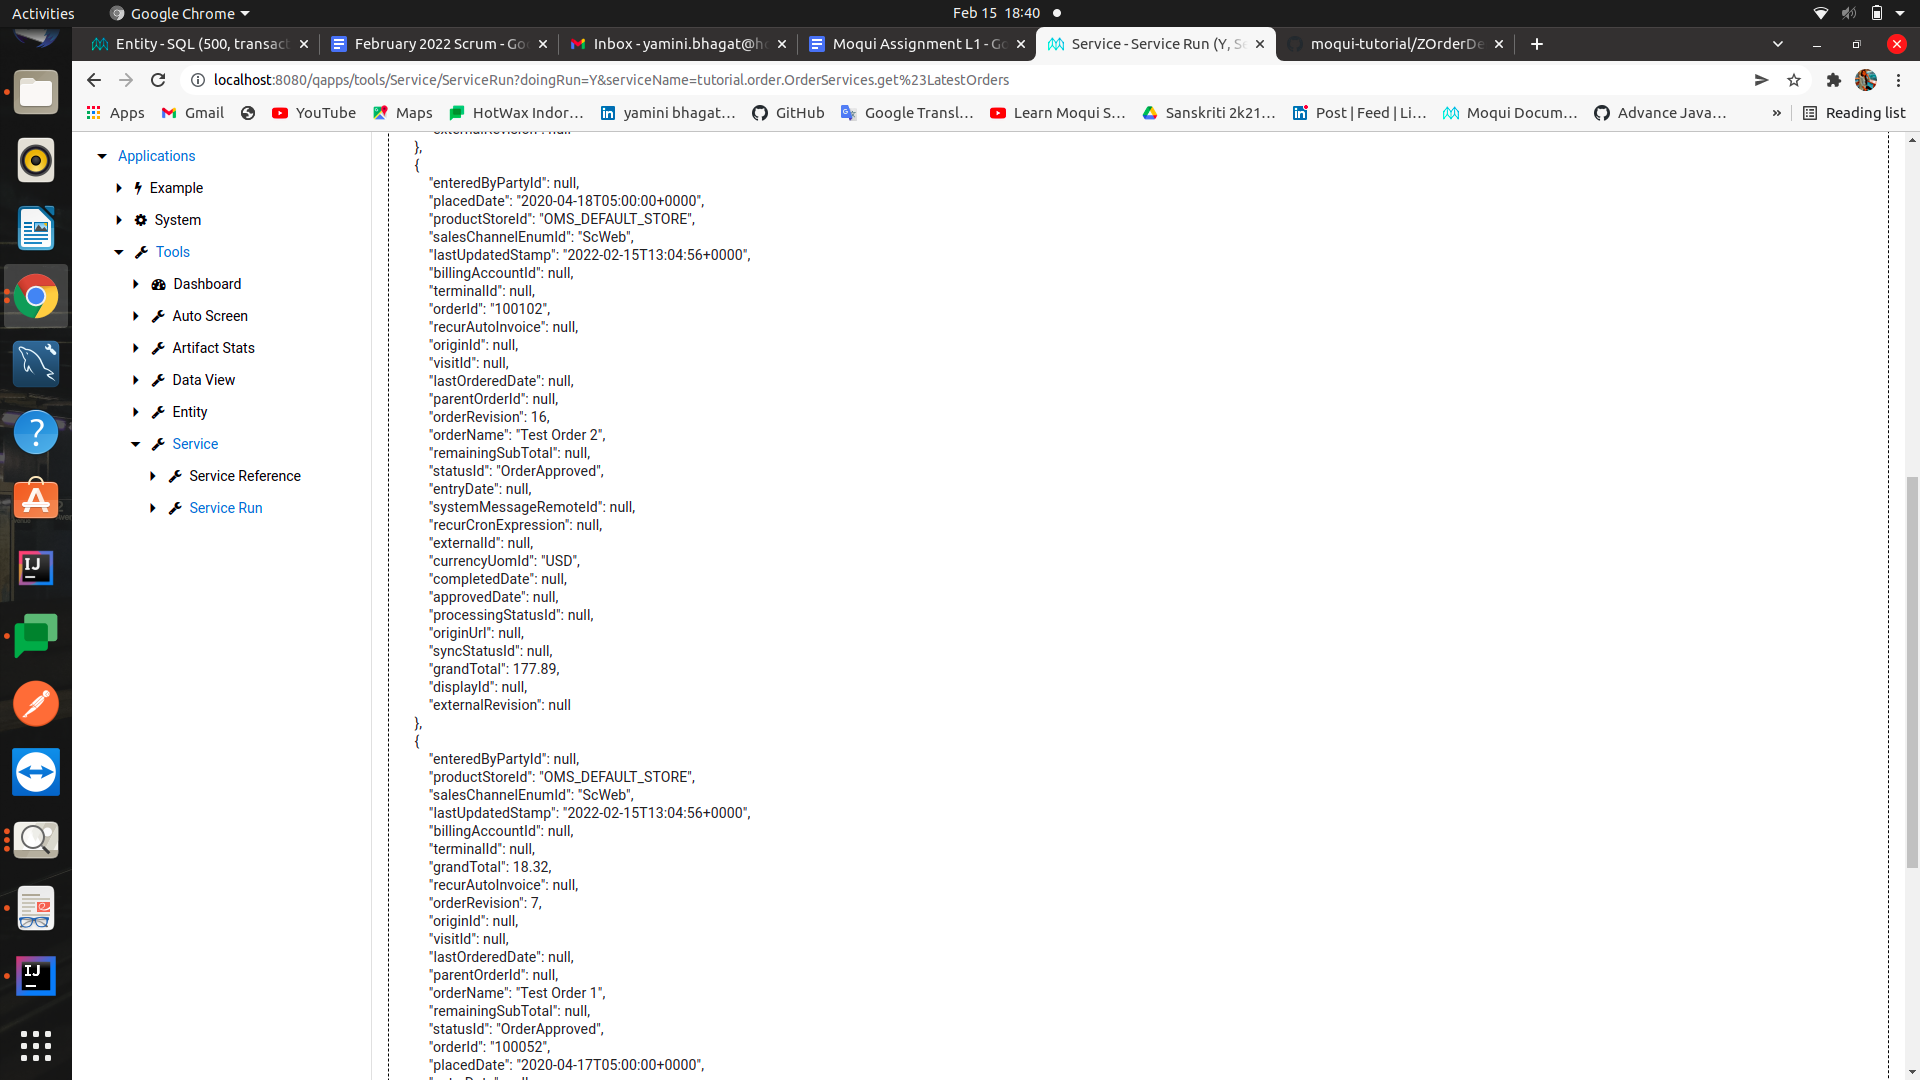 Activities
Google Chrome
Feb 15 18:40
Entity - SQL (500, transact
February 2022 Scrum - Go
Inbox - yamini.bhagat@h
Moqui Assignment L1 - Go
Service - Service Run (Y, S
moqui-tutorial/ZOrderDe
localhost:8080/qapps/tools/Service/ServiceRun?doingRun=Y&serviceName=tutorial.order.OrderServices.get%23LatestOrders
Apps
Gmail
YouTube
Maps
HotWax Indor...
yamini bhagat...
GitHub
Google Transl...
Learn Moqui S...
Sanskriti 2k21...
Post | Feed | Li...
Moqui Docum...
Advance Java...
»
Reading list
Applications
Example
System
Tools
Dashboard
Auto Screen
Artifact Stats
Data View
Entity
Service
Service Reference
Service Run
"externalRevision": null
},
{
"enteredByPartyId": null,
"placedDate": "2020-04-18T05:00:00+0000",
"productStoreId": "OMS_DEFAULT_STORE",
"salesChannelEnumId": "ScWeb",
"lastUpdatedStamp": "2022-02-15T13:04:56+0000",
"billingAccountId": null,
"terminalId": null,
"orderId": "100102",
"recurAutoInvoice": null,
"originId": null,
"visitId": null,
"lastOrderedDate": null,
"parentOrderId": null,
"orderRevision": 16,
"orderName": "Test Order 2",
"remainingSubTotal": null,
"statusId": "OrderApproved",
"entryDate": null,
"systemMessageRemoteId": null,
"recurCronExpression": null,
"externalId": null,
"currencyUomId": "USD",
"completedDate": null,
"approvedDate": null,
"processingStatusId": null,
"originUrl": null,
"syncStatusId": null,
"grandTotal": 177.89,
"displayId": null,
"externalRevision": null
},
{
"enteredByPartyId": null,
"productStoreId": "OMS_DEFAULT_STORE",
"salesChannelEnumId": "ScWeb",
"lastUpdatedStamp": "2022-02-15T13:04:56+0000",
"billingAccountId": null,
"terminalId": null,
"grandTotal": 18.32,
"recurAutoInvoice": null,
"orderRevision": 7,
"originId": null,
"visitId": null,
"lastOrderedDate": null,
"parentOrderId": null,
"orderName": "Test Order 1",
"remainingSubTotal": null,
"statusId": "OrderApproved",
"orderId": "100052",
"placedDate": "2020-04-17T05:00:00+0000",